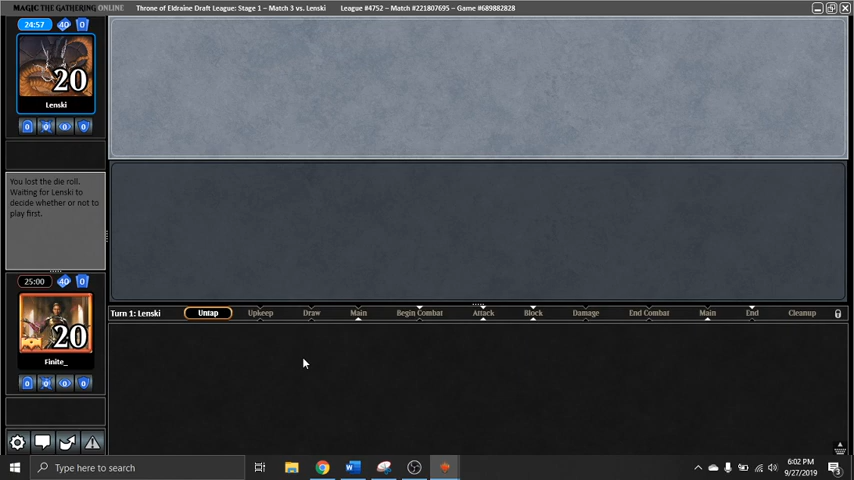 MAGIC THE GATHERING ONLINE
Throne of Eldraine Draft League: Stage 1 – Match 3 vs. Lenski League #4752 – Match #221807695 – Game #689882828
24:57 40 0
20
Lenski
0 0 0 0
You lost the die roll.
Waiting for Lenski to
decide whether or not to
play first.
25:00 40 0
20
Finite_
0 0 0 0
Turn 1: Lenski Untap Upkeep Draw Main Begin Combat Attack Block Damage End Combat Main End Cleanup
Type here to search
6:02 PM
9/27/2019
3